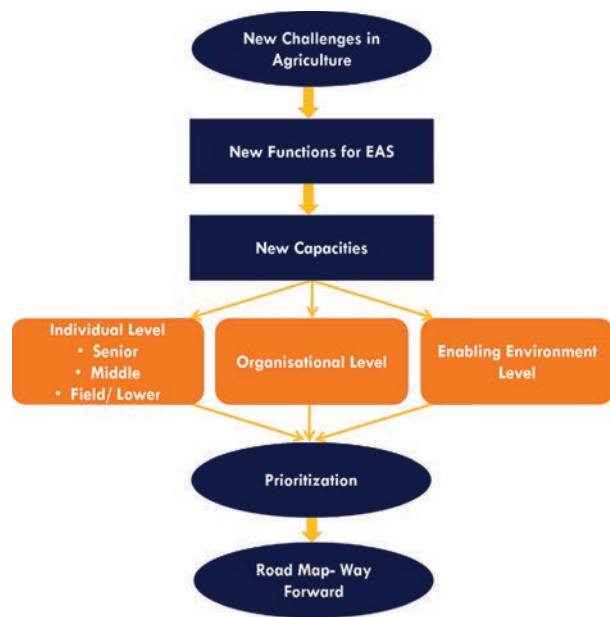 New Challenges in
Agriculture
New Functions for EAS
New Capacities
Individual Level
• Senior
• Middle
• Field/ Lower
Organisational Level
Enabling Environment
Level
Prioritization
Road Map- Way
Forward